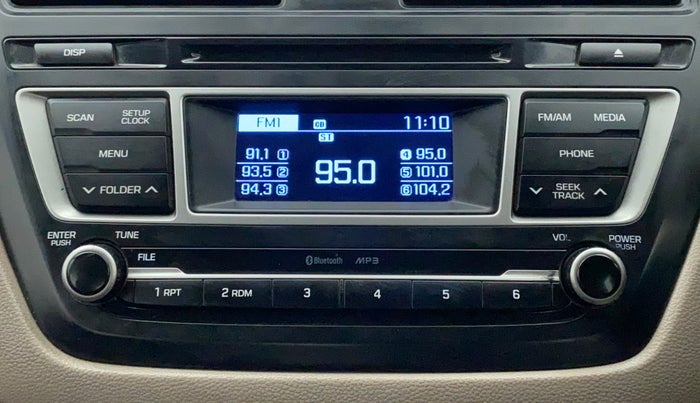 DISP
SCAN SETUP CLOCK
MENU
FOLDER
FM1 11:10
ST
91.1 1 4 95.0
93.5 2 95.0 5 101.0
94.3 3 6 104.2
FM/AM MEDIA
PHONE
SEEK TRACK
ENTER PUSH TUNE
VOL POWER PUSH
FILE Bluetooth MP3
1 RPT 2 RDM 3 4 5 6